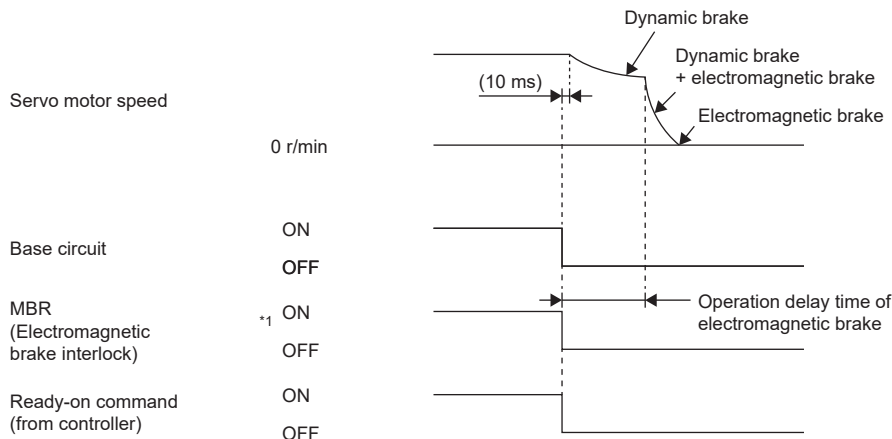 Dynamic brake
Dynamic brake
+ electromagnetic brake
(10 ms)
Servo motor speed
Electromagnetic brake
0 r/min
ON
Base circuit
OFF
MBR
(Electromagnetic
brake interlock)
*1 ON
OFF
Operation delay time of
electromagnetic brake
Ready-on command
(from controller)
ON
OFF